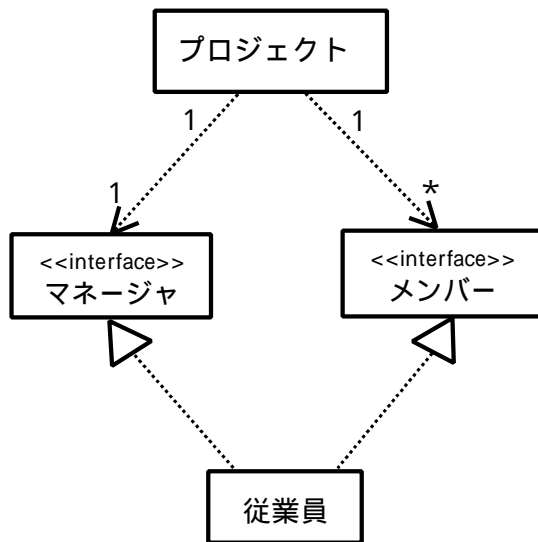 プロジェクト
1
1
1
*
<<interface>>
マネージャ
<<interface>>
メンバー
従業員